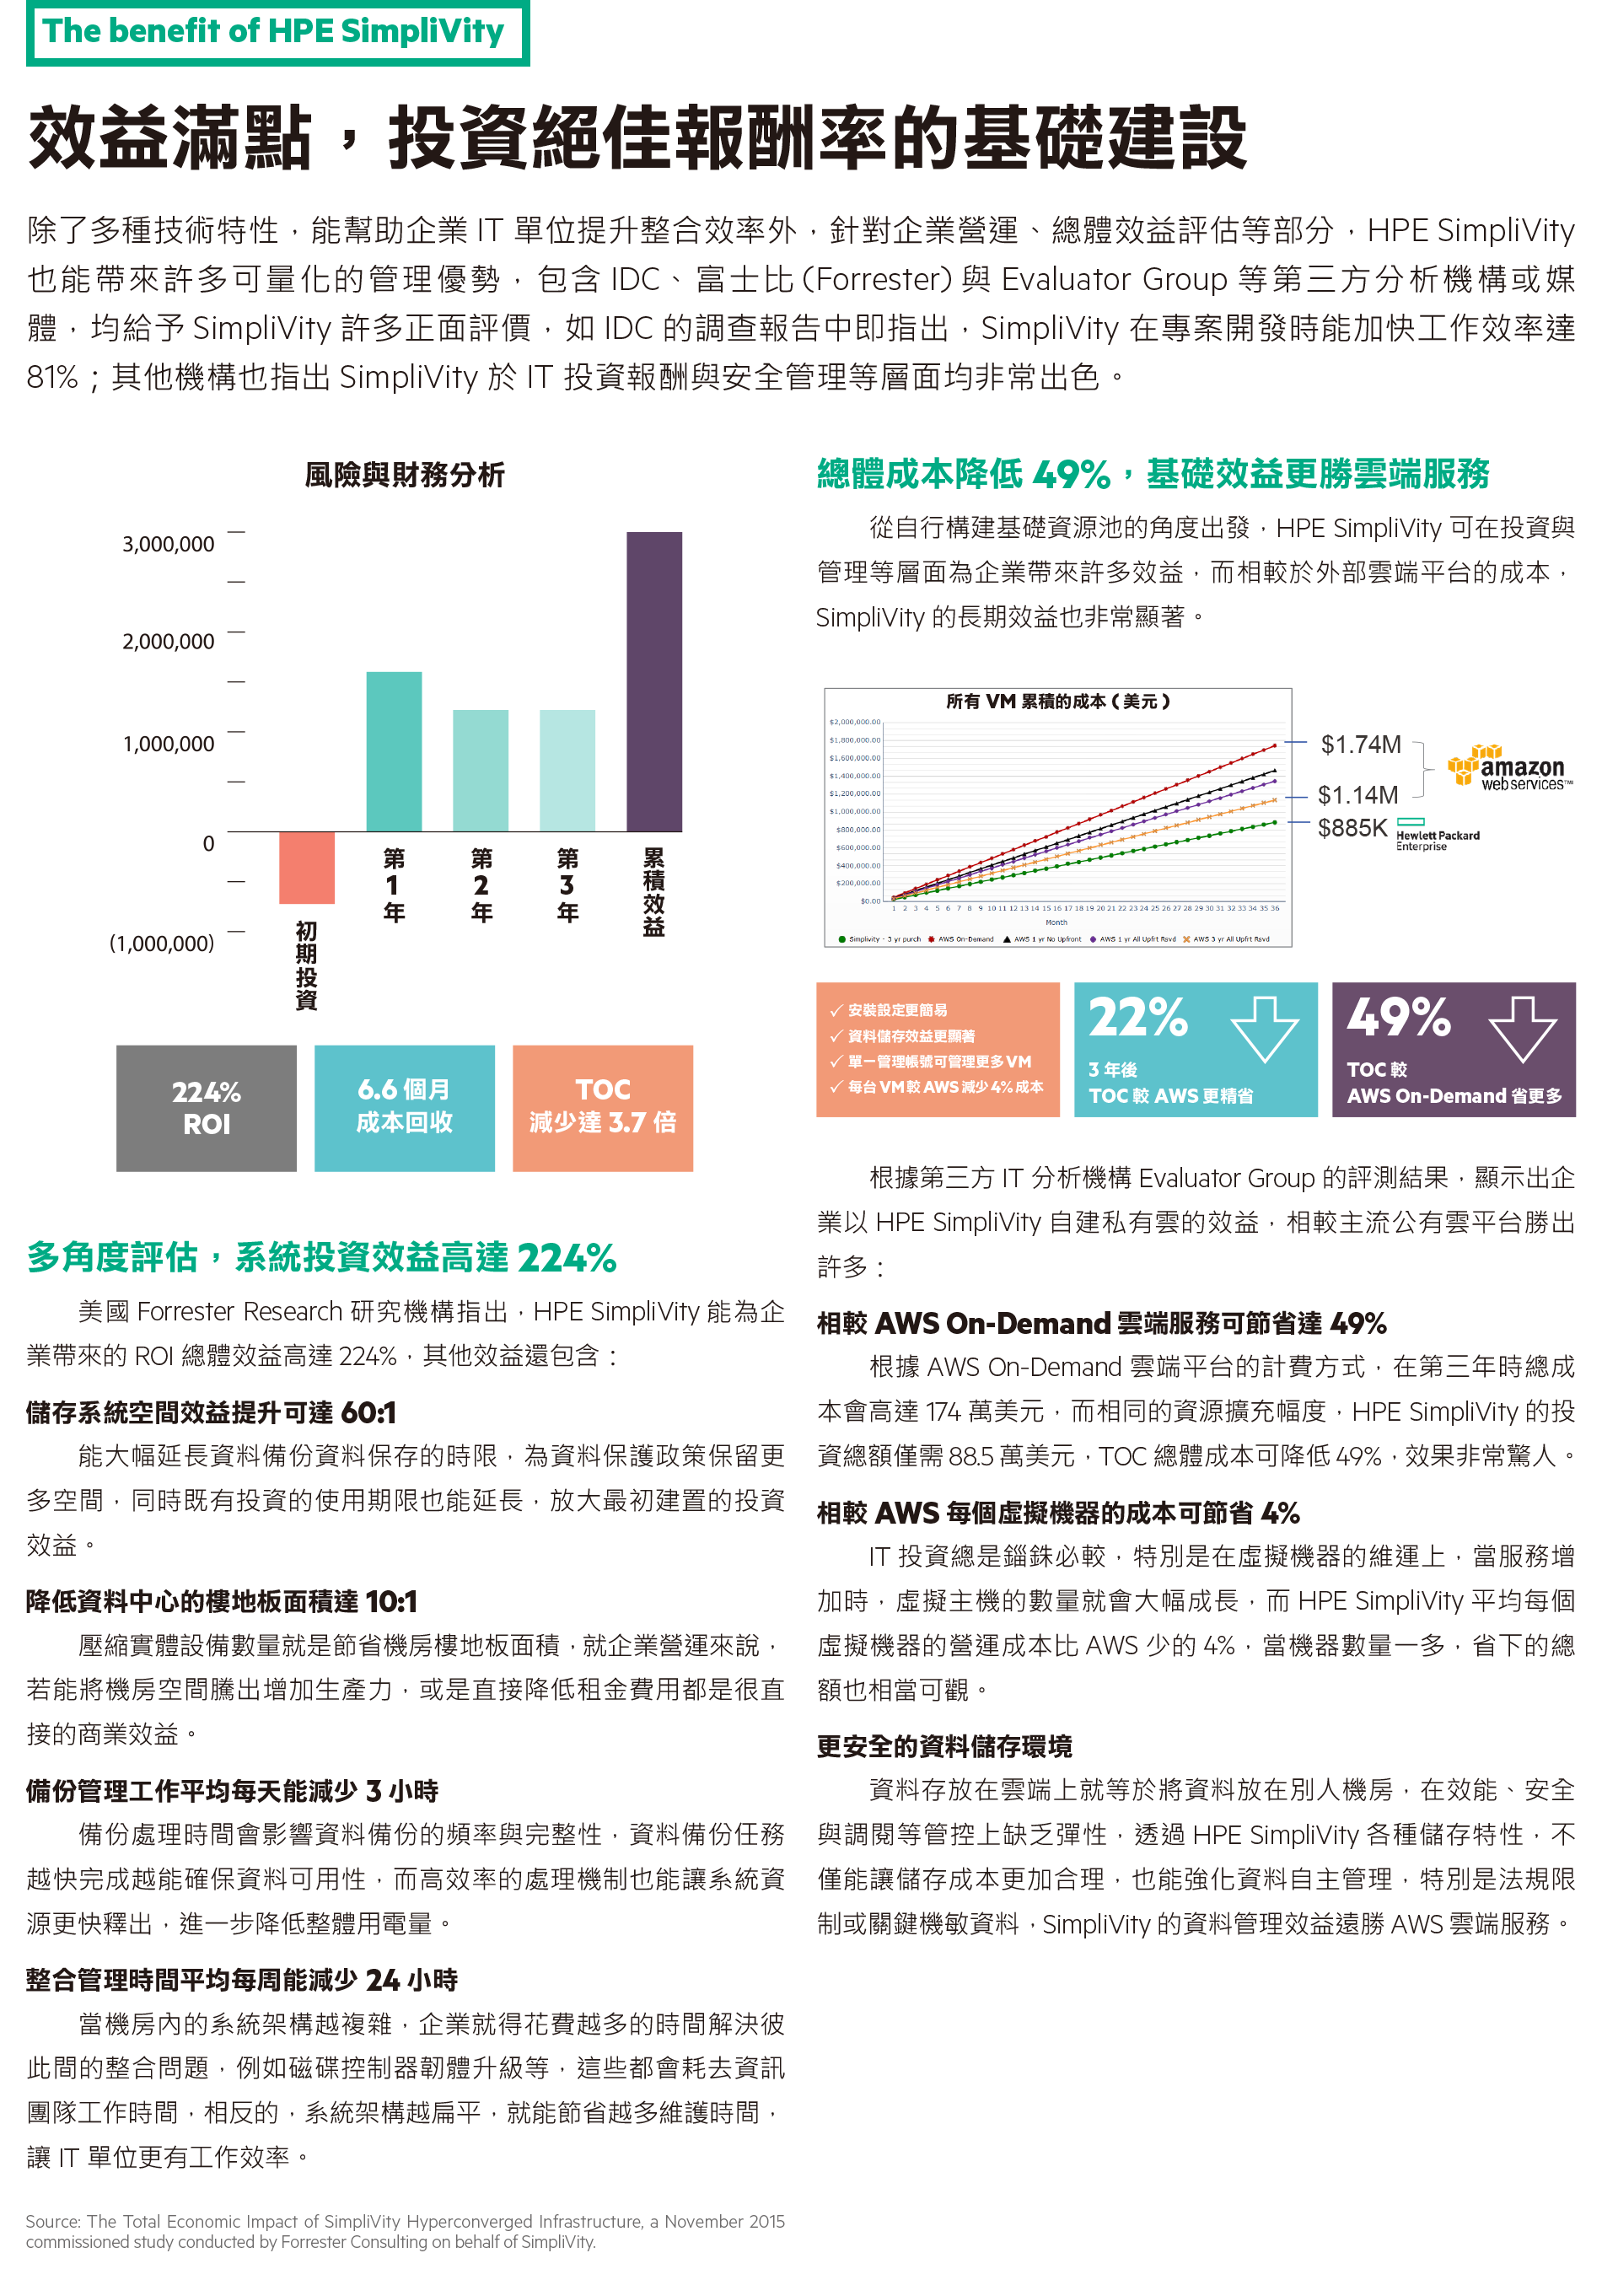 The benefit of HPE SimpliVity
效益滿點，投資絕佳報酬率的基礎建設
除了多種技術特性，能幫助企業 IT 單位提升整合效率外，針對企業營運、總體效益評估等部分，HPE SimpliVity
也能帶來許多可量化的管理優勢，包含 IDC、富士比 (Forrester) 與 Evaluator Group 等第三方分析機構或媒
體，均給予 SimpliVity 許多正面評價，如 IDC 的調查報告中即指出，SimpliVity 在專案開發時能加快工作效率達
81%；其他機構也指出 SimpliVity 於 IT 投資報酬與安全管理等層面均非常出色。
風險與財務分析
3,000,000
2,000,000
1,000,000
0
(1,000,000)
初期投資
第1年
第2年
第3年
累積效益
224%
ROI
6.6 個月
成本回收
TOC
減少達 3.7 倍
多角度評估，系統投資效益高達 224%
美國 Forrester Research 研究機構指出，HPE SimpliVity 能為企
業帶來的 ROI 總體效益高達 224%，其他效益還包含：
儲存系統空間效益提升可達 60:1
能大幅延長資料備份資料保存的時限，為資料保護政策保留更
多空間，同時既有投資的使用期限也能延長，放大最初建置的投資
效益。
降低資料中心的樓地板面積達 10:1
壓縮實體設備數量就是節省機房樓地板面積，就企業營運來說，
若能將機房空間騰出增加生產力，或是直接降低租金費用都是很直
接的商業效益。
備份管理工作平均每天能減少 3 小時
備份處理時間會影響資料備份的頻率與完整性，資料備份任務
越快完成越能確保資料可用性，而高效率的處理機制也能讓系統資
源更快釋出，進一步降低整體用電量。
整合管理時間平均每周能減少 24 小時
當機房內的系統架構越複雜，企業就得花費越多的時間解決彼
此間的整合問題，例如磁碟控制器韌體升級等，這些都會耗去資訊
團隊工作時間，相反的，系統架構越扁平，就能節省越多維護時間，
讓 IT 單位更有工作效率。
Source: The Total Economic Impact of SimpliVity Hyperconverged Infrastructure, a November 2015
commissioned study conducted by Forrester Consulting on behalf of SimpliVity.
總體成本降低 49%，基礎效益更勝雲端服務
從自行構建基礎資源池的角度出發，HPE SimpliVity 可在投資與
管理等層面為企業帶來許多效益，而相較於外部雲端平台的成本，
SimpliVity 的長期效益也非常顯著。
所有 VM 累積的成本 ( 美元 )
$2,000,000.00
$1,800,000.00
$1,600,000.00
$1,400,000.00
$1,200,000.00
$1,000,000.00
$800,000.00
$600,000.00
$400,000.00
$200,000.00
$0.00
1 2 3 4 5 6 7 8 9 10 11 12 13 14 15 16 17 18 19 20 21 22 23 24 25 26 27 28 29 30 31 32 33 34 35 36
Month
Simplivity - 3 yr purch AWS On-Demand AWS 1 yr No Upfront AWS 1 yr All Upfrt Rsvd AWS 3 yr All Upfrt Rsvd
$1.74M
$1.14M
$885K
amazon
web services™
Hewlett Packard
Enterprise
✓ 安裝設定更簡易
✓ 資料儲存效益更顯著
✓ 單一管理帳號可管理更多 VM
✓ 每台 VM 較 AWS 減少 4% 成本
22%
3 年後
TOC 較 AWS 更精省
49%
TOC 較
AWS On-Demand 省更多
根據第三方 IT 分析機構 Evaluator Group 的評測結果，顯示出企
業以 HPE SimpliVity 自建私有雲的效益，相較主流公有雲平台勝出
許多：
相較 AWS On-Demand 雲端服務可節省達 49%
根據 AWS On-Demand 雲端平台的計費方式，在第三年時總成
本會高達 174 萬美元，而相同的資源擴充幅度，HPE SimpliVity 的投
資總額僅需 88.5 萬美元，TOC 總體成本可降低 49%，效果非常驚人。
相較 AWS 每個虛擬機器的成本可節省 4%
IT 投資總是錙銖必較，特別是在虛擬機器的維運上，當服務增
加時，虛擬主機的數量就會大幅成長，而 HPE SimpliVity 平均每個
虛擬機器的營運成本比 AWS 少的 4%，當機器數量一多，省下的總
額也相當可觀。
更安全的資料儲存環境
資料存放在雲端上就等於將資料放在別人機房，在效能、安全
與調閱等管控上缺乏彈性，透過 HPE SimpliVity 各種儲存特性，不
僅能讓儲存成本更加合理，也能強化資料自主管理，特別是法規限
制或關鍵機敏資料，SimpliVity 的資料管理效益遠勝 AWS 雲端服務。